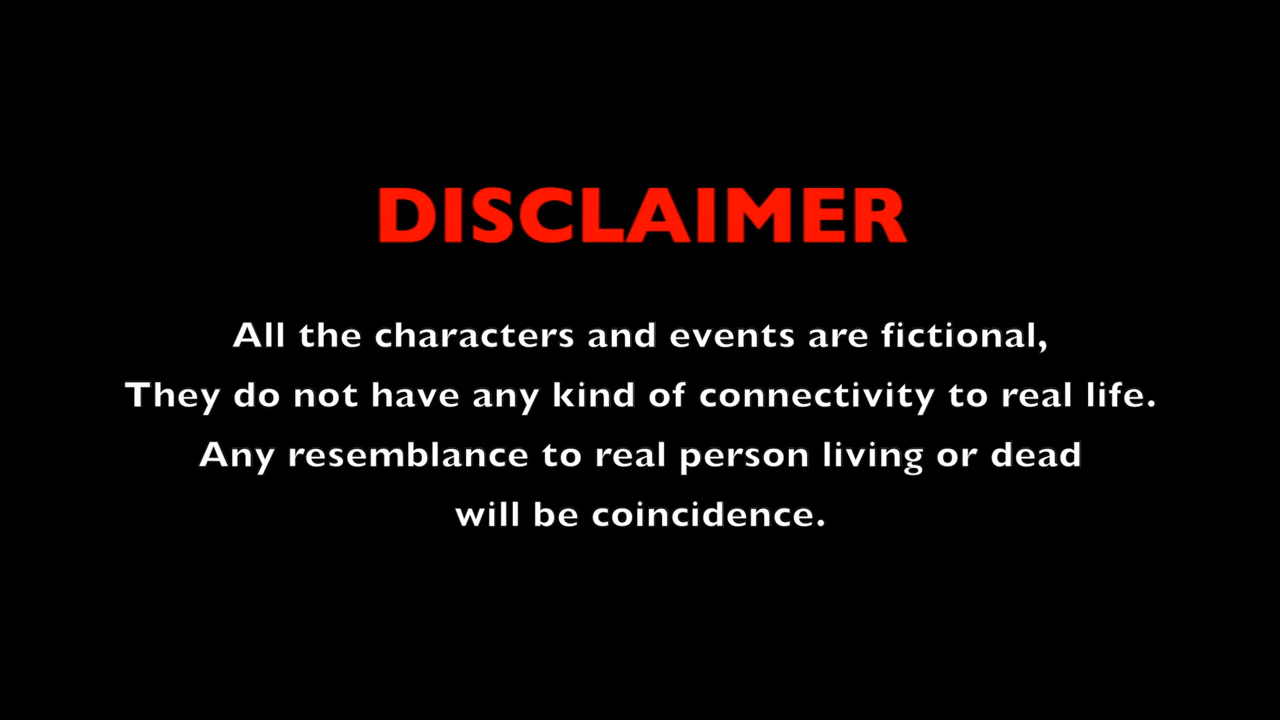 DISCLAIMER
All the characters and events are fictional,
They do not have any kind of connectivity to real life.
Any resemblance to real person living or dead
will be coincidence.